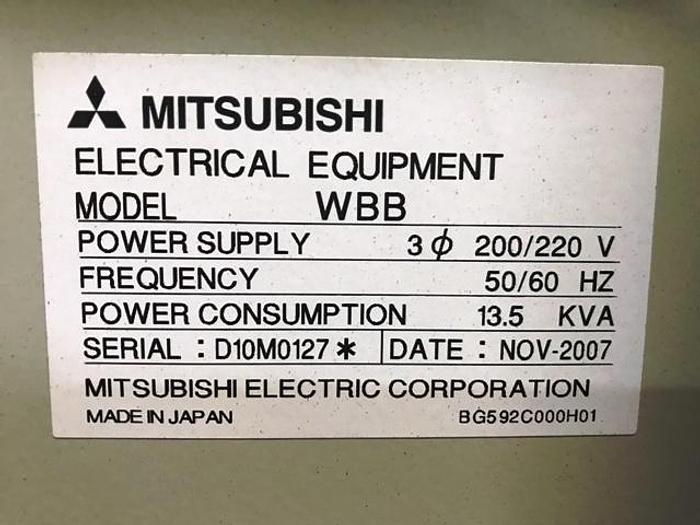 MITSUBISHI
ELECTRICAL EQUIPMENT
MODEL WBB
POWER SUPPLY 3ϕ 200/220 V
FREQUENCY 50/60 HZ
POWER CONSUMPTION 13.5 KVA
SERIAL : D10M0127* DATE : NOV-2007
MITSUBISHI ELECTRIC CORPORATION
MADE IN JAPAN BG592C000H01